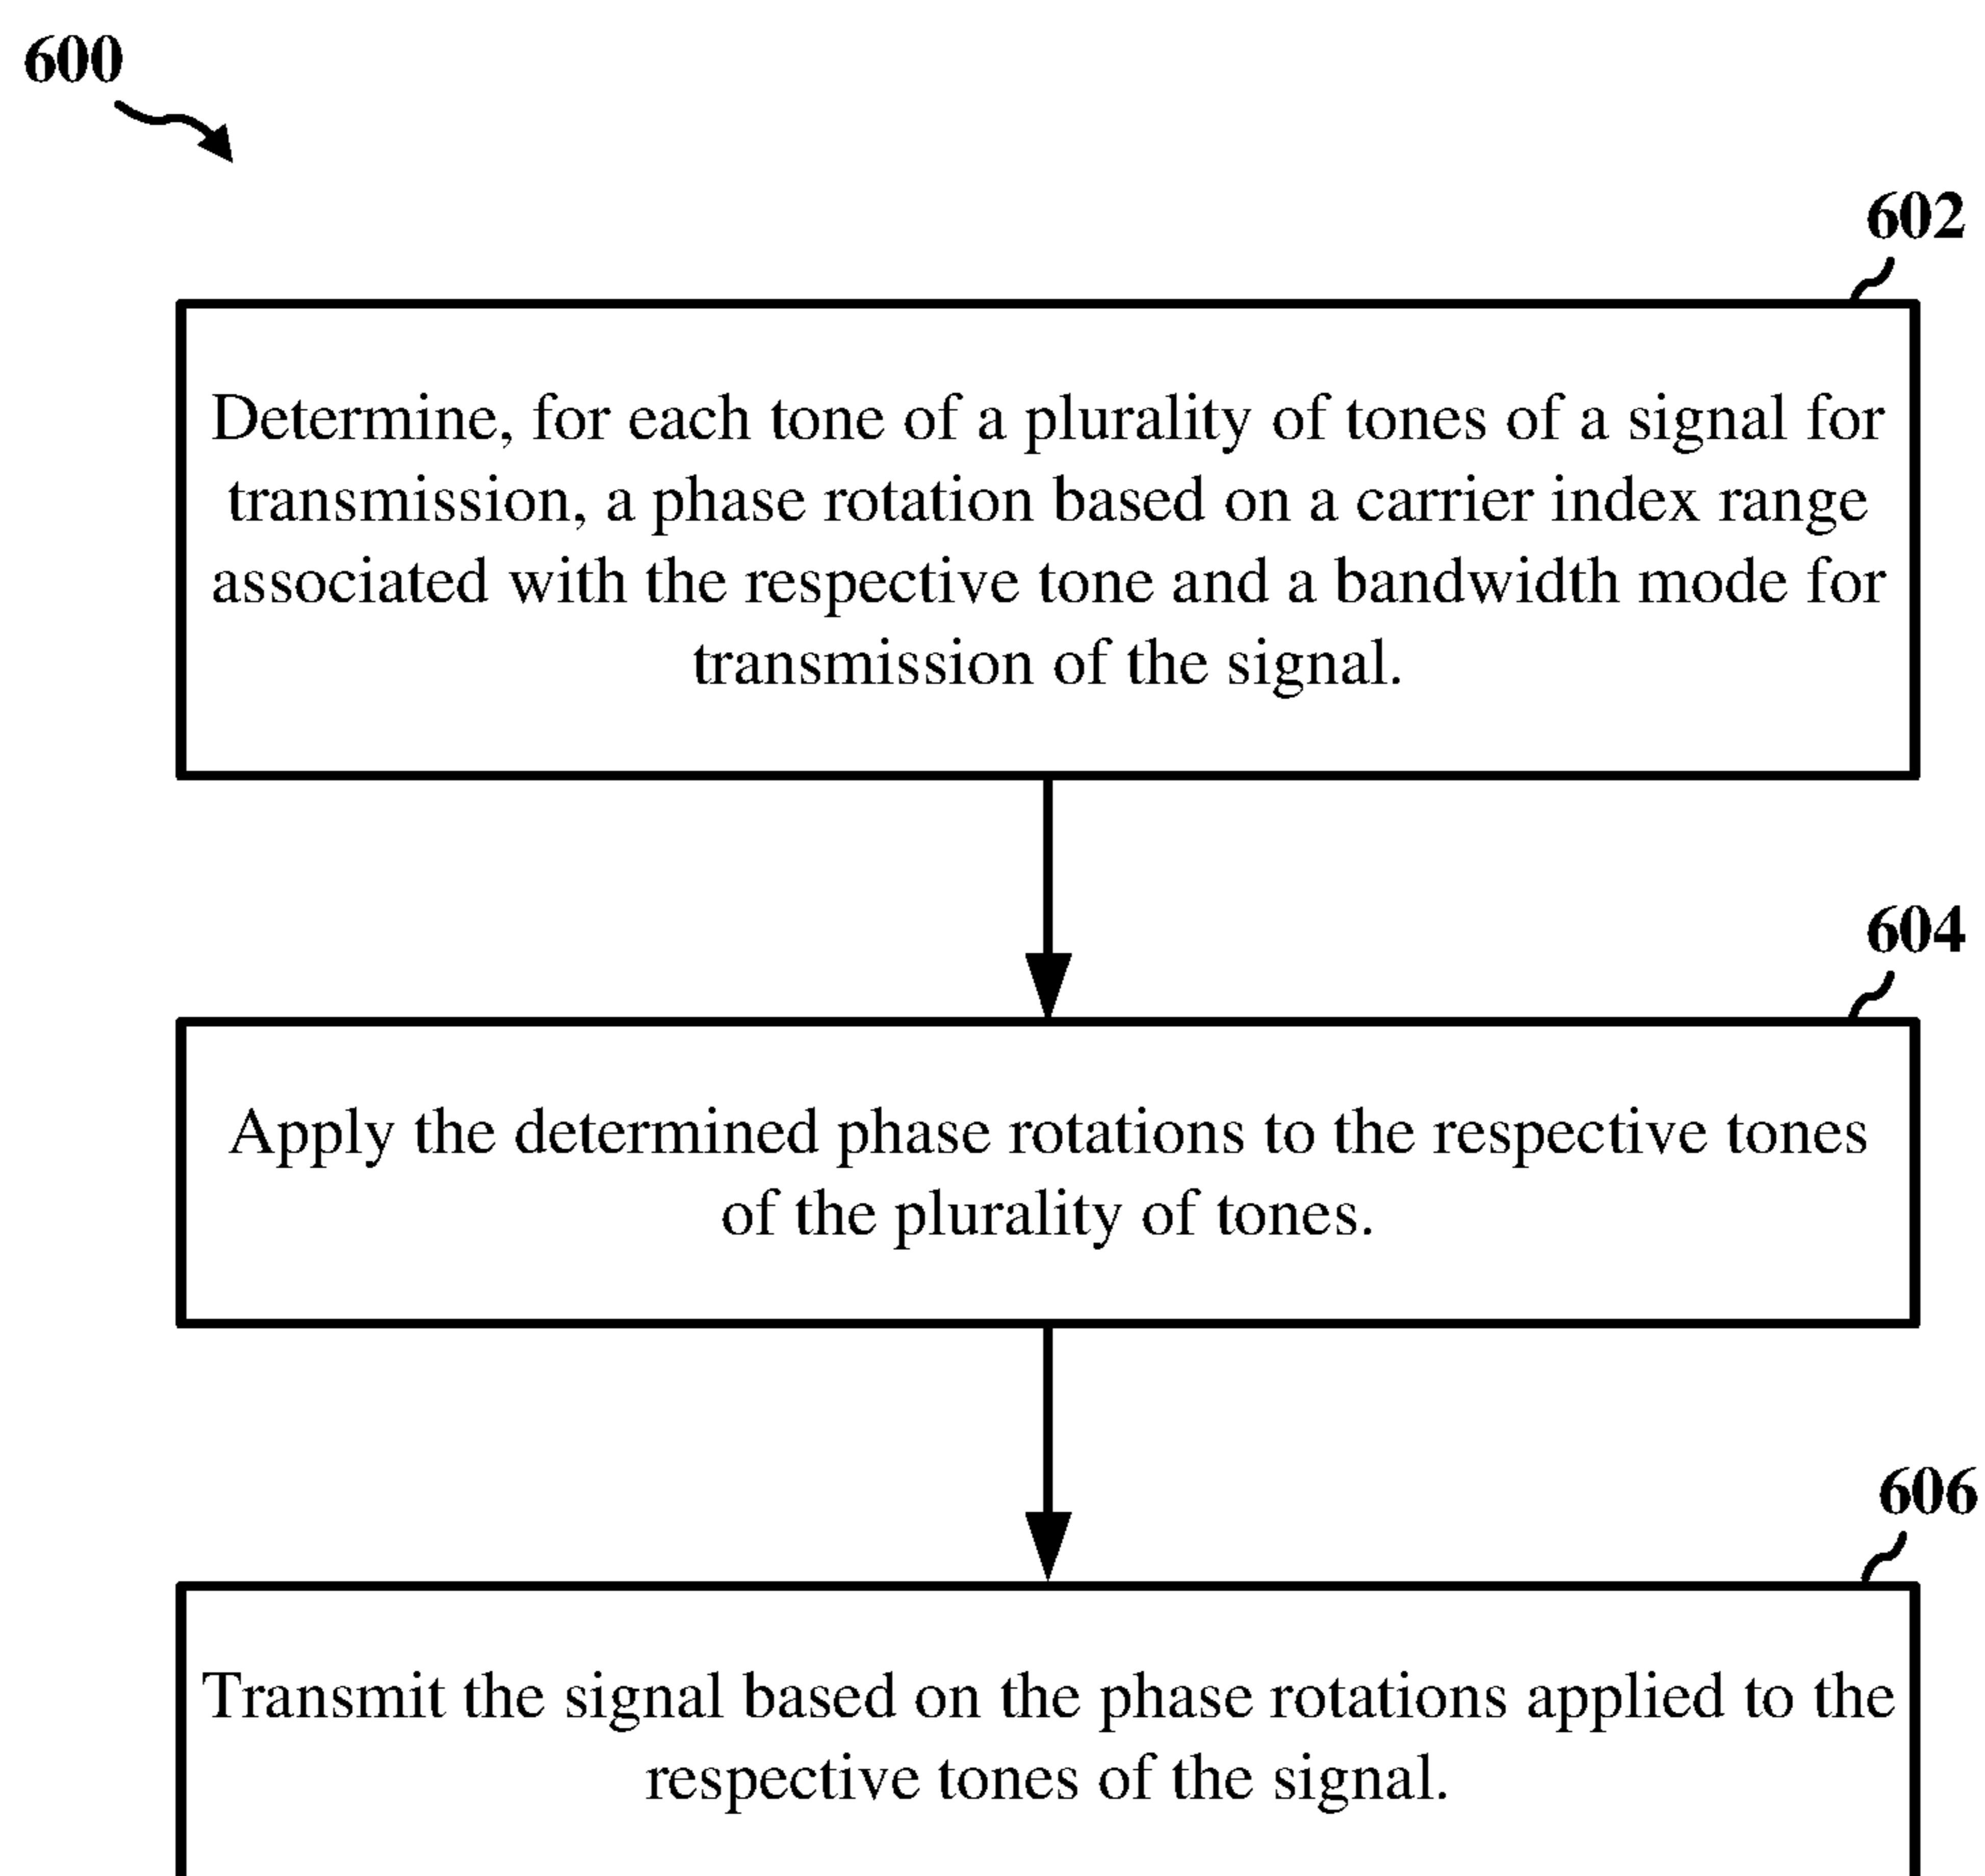 600
602
Determine, for each tone of a plurality of tones of a signal for
transmission, a phase rotation based on a carrier index range
associated with the respective tone and a bandwidth mode for
transmission of the signal.
604
Apply the determined phase rotations to the respective tones
of the plurality of tones.
606
Transmit the signal based on the phase rotations applied to the
respective tones of the signal.